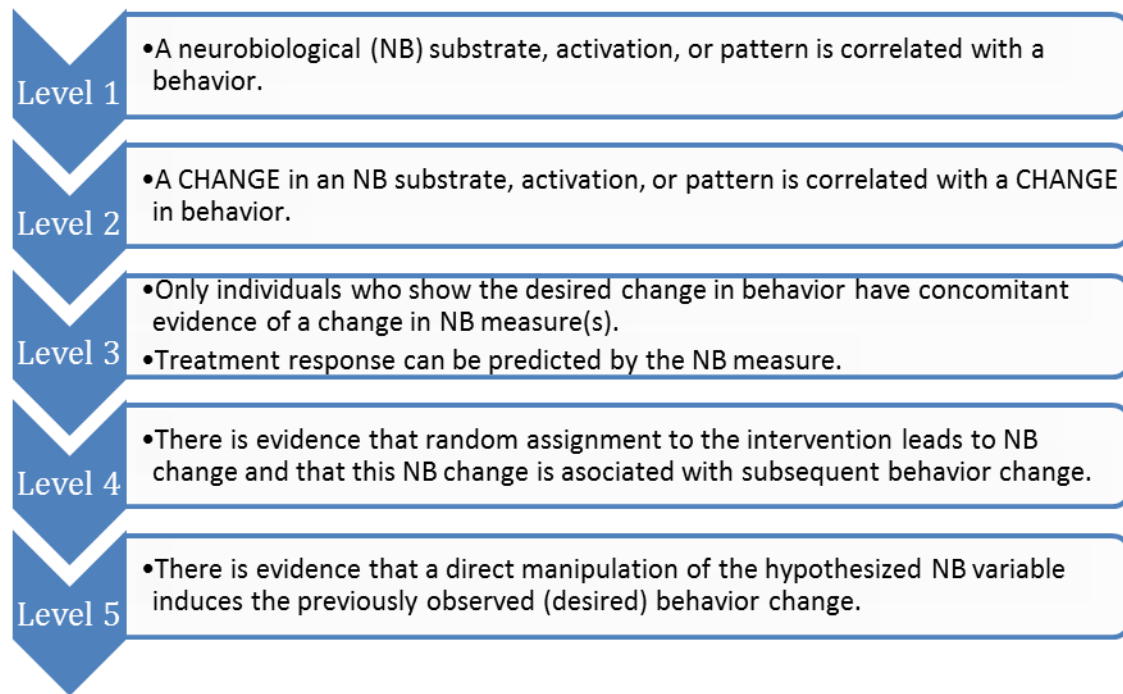 Level 1
•A neurobiological (NB) substrate, activation, or pattern is correlated with a
behavior.
Level 2
•A CHANGE in an NB substrate, activation, or pattern is correlated with a CHANGE
in behavior.
Level 3
•Only individuals who show the desired change in behavior have concomitant
evidence of a change in NB measure(s).
•Treatment response can be predicted by the NB measure.
Level 4
•There is evidence that random assignment to the intervention leads to NB
change and that this NB change is asociated with subsequent behavior change.
Level 5
•There is evidence that a direct manipulation of the hypothesized NB variable
induces the previously observed (desired) behavior change.